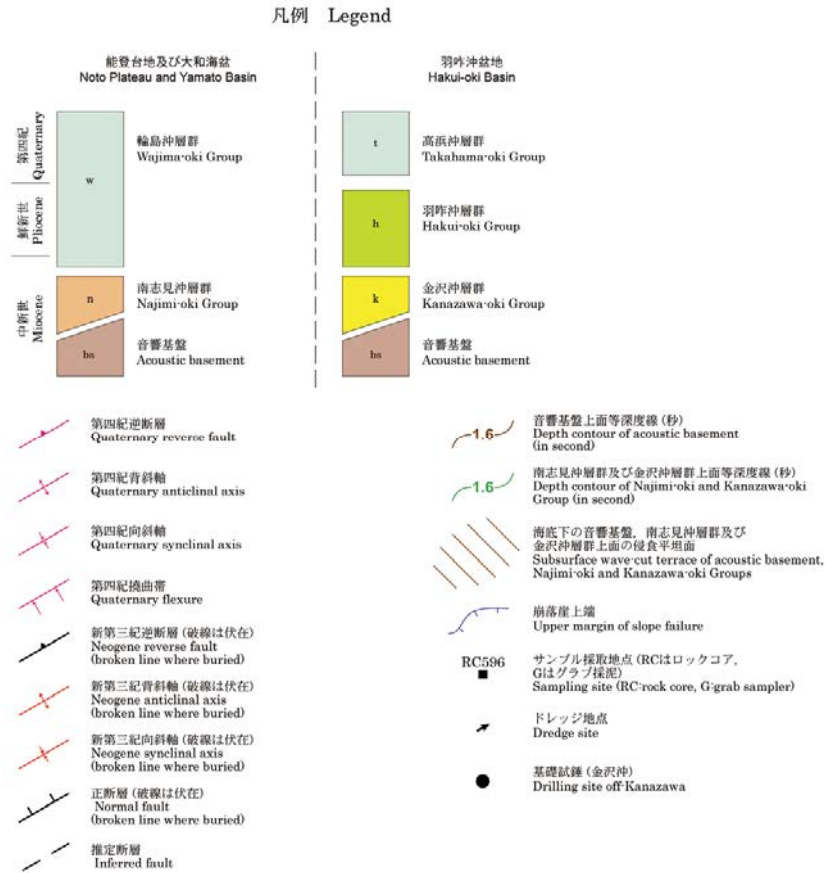 凡例 Legend
能登台地及び大和海盆
Noto Plateau and Yamato Basin
羽咋沖盆地
Hakui-oki Basin
第四紀
Quaternary
鮮新世
Pliocene
中新世
Miocene
w
輪島沖層群
Wajima-oki Group
n
南志見沖層群
Najimi-oki Group
ba
音響基盤
Acoustic basement
t
高浜沖層群
Takahama-oki Group
h
羽咋沖層群
Hakui-oki Group
k
金沢沖層群
Kanazawa-oki Group
ba
音響基盤
Acoustic basement
第四紀逆断層
Quaternary reverse fault
第四紀背斜軸
Quaternary anticlinal axis
第四紀向斜軸
Quaternary synclinal axis
第四紀撓曲帯
Quaternary flexure
新第三紀逆断層(破線は伏在)
Neogene reverse fault
(broken line where buried)
新第三紀背斜軸(破線は伏在)
Neogene anticlinal axis
(broken line where buried)
新第三紀向斜軸(破線は伏在)
Neogene synclinal axis
(broken line where buried)
正断層(破線は伏在)
Normal fault
(broken line where buried)
推定断層
Inferred fault
1.6
音響基盤上面等深度線(秒)
Depth contour of acoustic basement
(in second)
1.6
南志見沖層群及び金沢沖層群上面等深度線(秒)
Depth contour of Najimi-oki and Kanazawa-oki
Group (in second)
海底下の音響基盤，南志見沖層群及び
金沢沖層群上面の侵食平坦面
Subsurface wave-cut terrace of acoustic basement,
Najimi-oki and Kanazawa-oki Groups
崩落崖上端
Upper margin of slope failure
RC596
サンプル採取地点(RCはロックコア，
Gはグラブ採泥)
Sampling site (RC:rock core, G:grab sampler)
ドレッジ地点
Dredge site
基礎試錐(金沢沖)
Drilling site off-Kanazawa